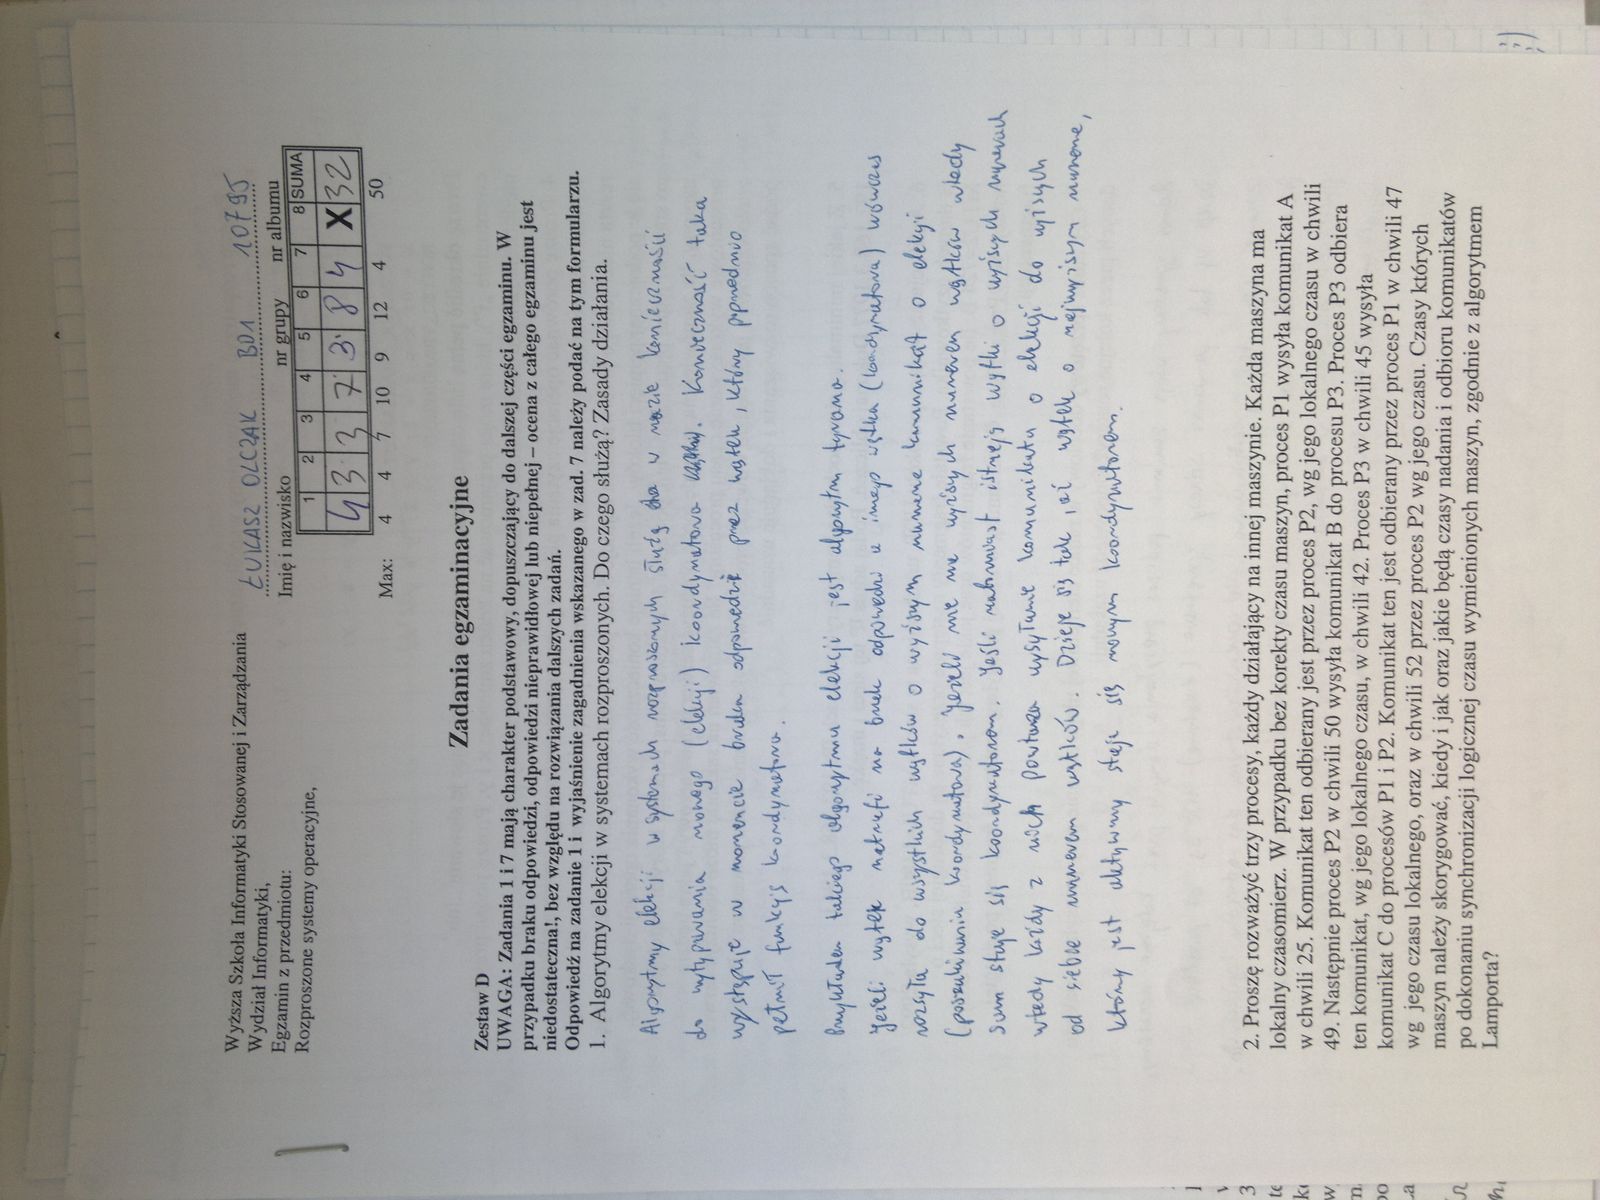 Wyższa Szkoła Informatyki Stosowanej i Zarządzania
Wydział Informatyki,
Egzamin z przedmiotu:
Rozproszone systemy operacyjne,
ŁUKASZ OLCZAK BD1 10795
Imię i nazwisko nr grupy nr albumu
1 2 3 4 5 6 7 8 SUMA
4 3 3 7 3 8 4 X 32
Max: 4 4 7 10 9 12 4 50
Zadania egzaminacyjne
Zestaw D
UWAGA: Zadania 1 i 7 mają charakter podstawowy, dopuszczający do dalszej części egzaminu. W
przypadku braku odpowiedzi, odpowiedzi nieprawidłowej lub niepełnej – ocena z całego egzaminu jest
niedostateczna!, bez względu na rozwiązania dalszych zadań.
Odpowiedź na zadanie 1 i wyjaśnienie zagadnienia wskazanego w zad. 7 należy podać na tym formularzu.
1. Algorytmy elekcji w systemach rozproszonych. Do czego służą? Zasady działania.
Algorytmy elekcji w systemach rozproszonych służą w razie konieczności
do wytypowania nowego (elekcji) koordynatora. Konieczność taka
występuje w momencie braku odpowiedzi przez wątek, który poprzednio
pełnił funkcję koordynatora.
Przykładem takiego algorytmu elekcji jest algorytm tyrana.
Jeżeli wątek natrafi na brak odpowiedzi u innego wątka (koordynatora) wówczas
rozsyła do wszystkich wątków o wyższym numerze komunikat o elekcji
(poszukiwaniu koordynatora). Jeżeli nie ma wyższych numerem wątków wtedy
sam staje się koordynatorem. Jeśli natomiast istnieją wątki o wyższych numerach
wtedy każdy z nich powtarza wysyłanie komunikatu o elekcji do wyższych
od siebie numerem wątków. Dzieje się tak, aż wątek o najwyższym numerze,
który jest aktywny staje się nowym koordynatorem.
2. Proszę rozważyć trzy procesy, każdy działający na innej maszynie. Każda maszyna ma
lokalny czasomierz. W przypadku bez korekty czasu maszyn, proces P1 wysyła komunikat A
w chwili 25. Komunikat ten odbierany jest przez proces P2, wg jego lokalnego czasu w chwili
49. Następnie proces P2 w chwili 50 wysyła komunikat B do procesu P3. Proces P3 odbiera
ten komunikat, wg jego lokalnego czasu, w chwili 42. Proces P3 w chwili 45 wysyła
komunikat C do procesów P1 i P2. Komunikat ten jest odbierany przez proces P1 w chwili 47
wg jego czasu lokalnego, oraz w chwili 52 przez proces P2 wg jego czasu. Czasy których
maszyn należy skorygować, kiedy i jak oraz jakie będą czasy nadania i odbioru komunikatów
po dokonaniu synchronizacji logicznej czasu wymienionych maszyn, zgodnie z algorytmem
Lamporta?